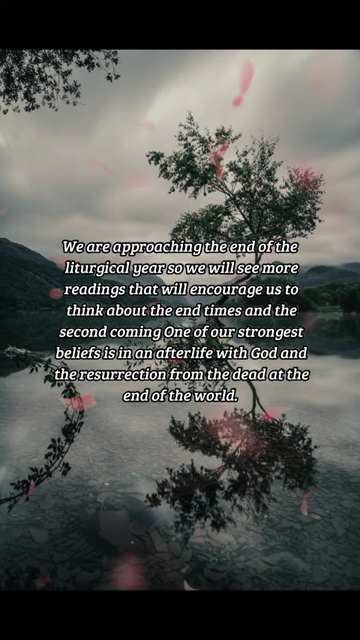 We are approaching the end of the
liturgical year so we will see more
readings that will encourage us to
think about the end times and the
second coming One of our strongest
beliefs is in an afterlife with God and
the resurrection from the dead at the
end of the world.